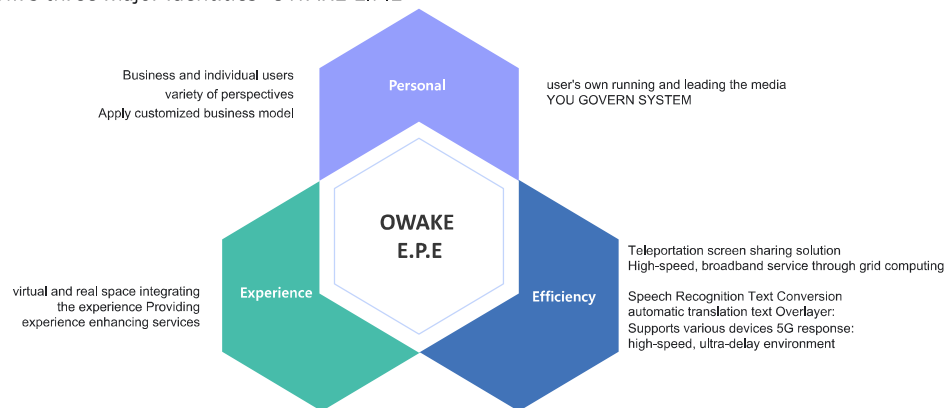 three major identities
Business and individual users
variety of perspectives
Apply customized business model
Personal
user's own running and leading the media
YOU GOVERN SYSTEM
OWAKE
E.P.E
Experience
virtual and real space integrating
the experience Providing
experience enhancing services
Efficiency
Teleportation screen sharing solution
High-speed, broadband service through grid computing
Speech Recognition Text Conversion
automatic translation text Overlayer:
Supports various devices 5G response:
high-speed, ultra-delay environment